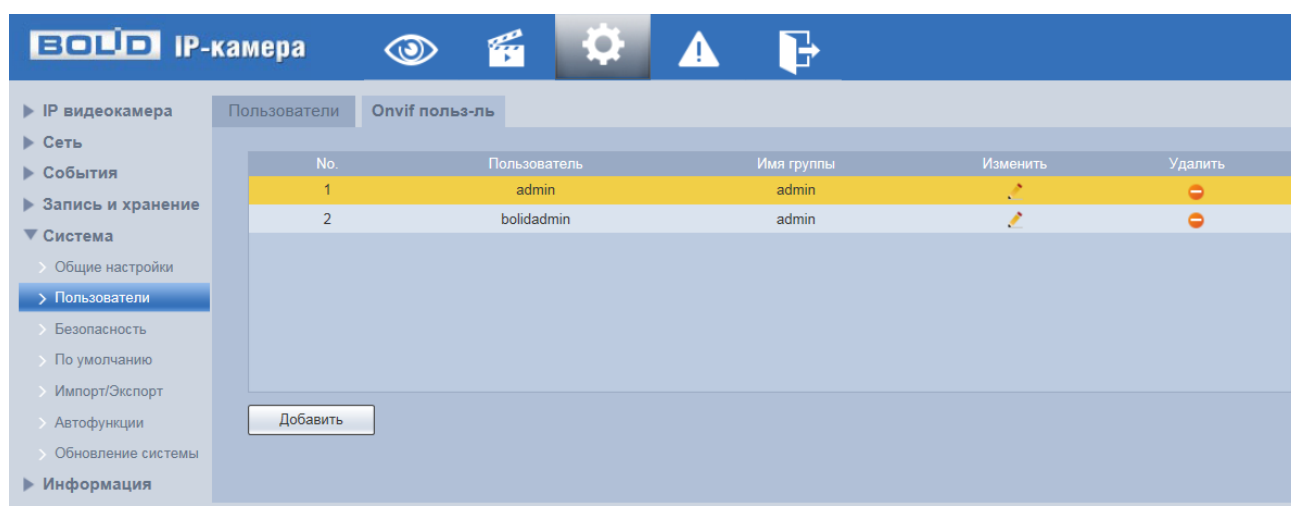 BOLID IP-камера
IP видеокамера
Сеть
События
Запись и хранение
Система
Общие настройки
Пользователи
Безопасность
По умолчанию
Импорт/Экспорт
Автофункции
Обновление системы
Информация
Пользователи Onvif польз-ль
No. Пользователь Имя группы Изменить Удалить
1 admin admin
2 bolidadmin admin
Добавить